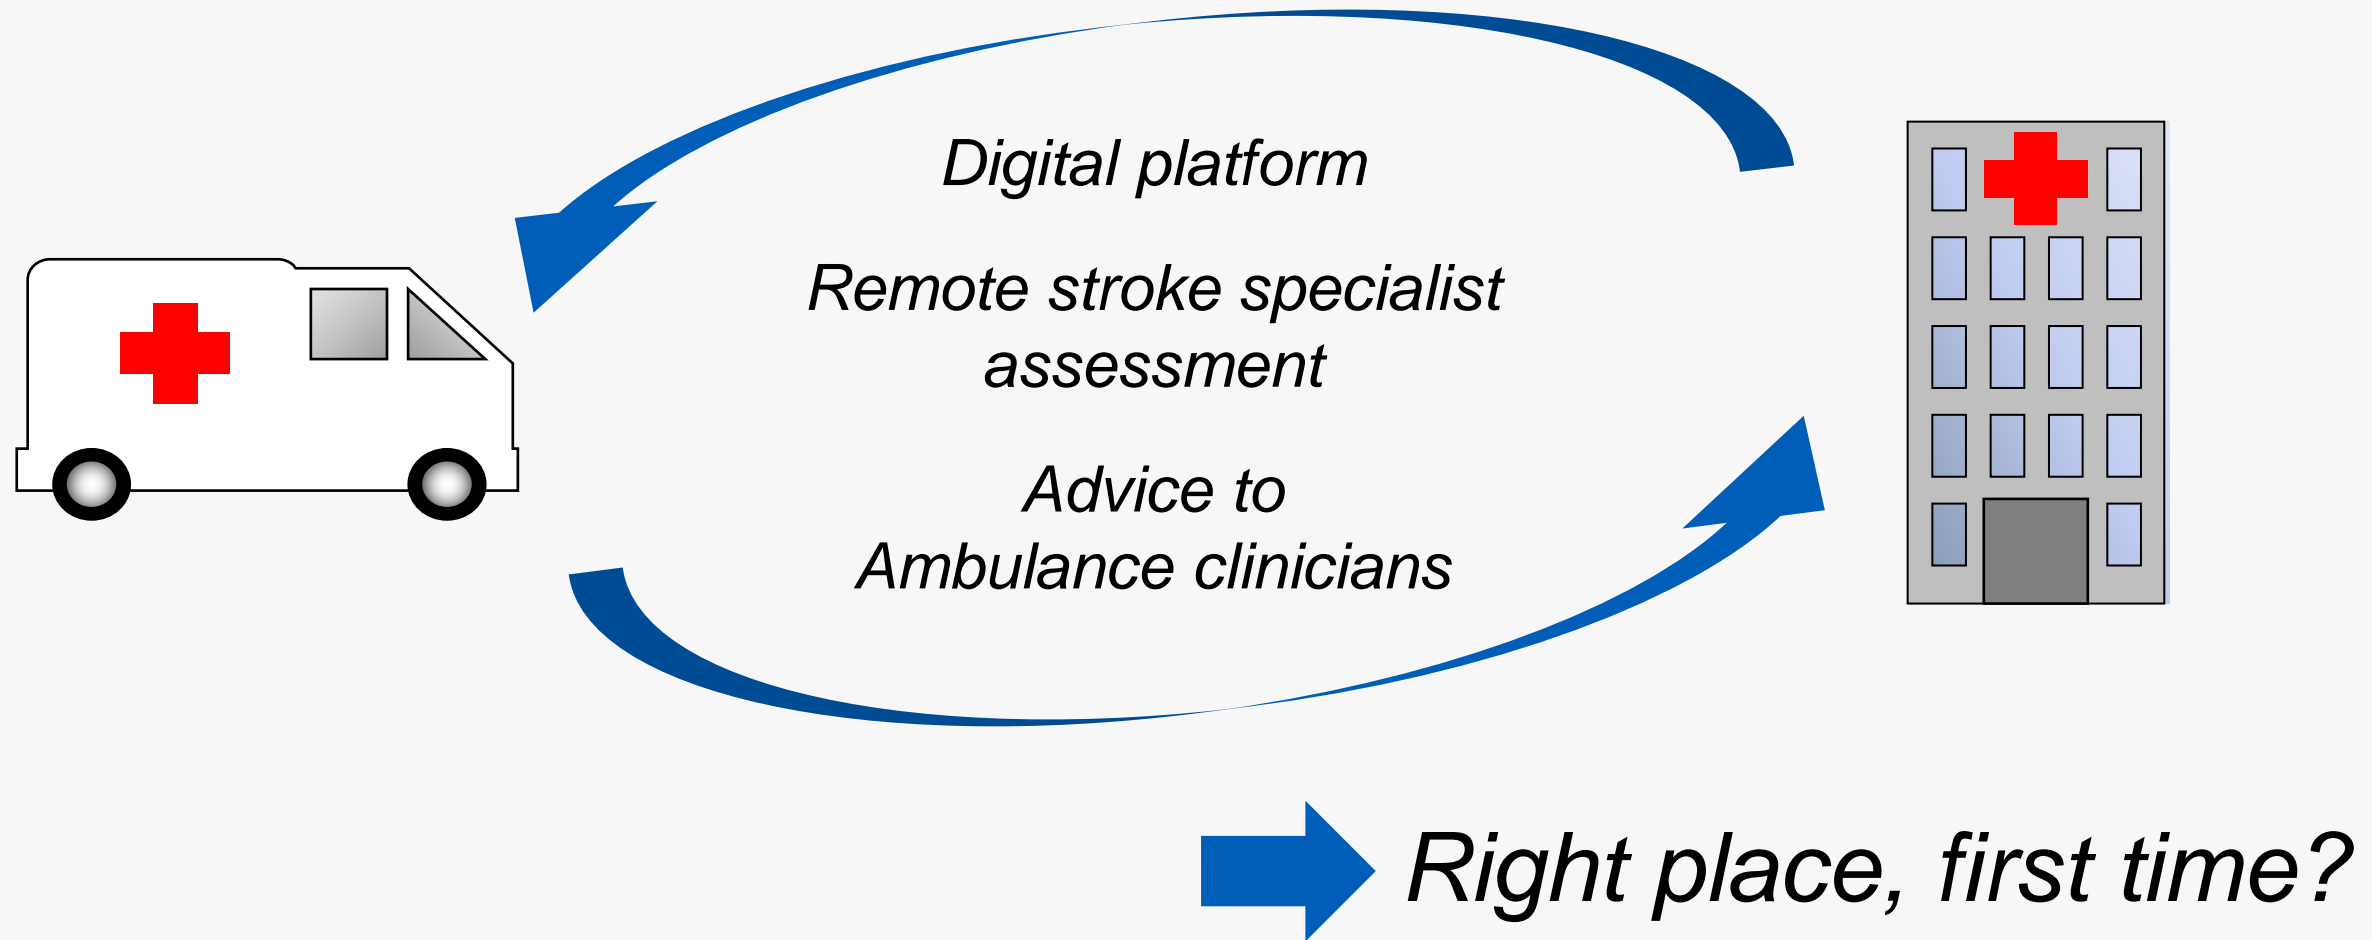 Digital platform
Remote stroke specialist
assessment
Advice to
Ambulance clinicians
Right place, first time?